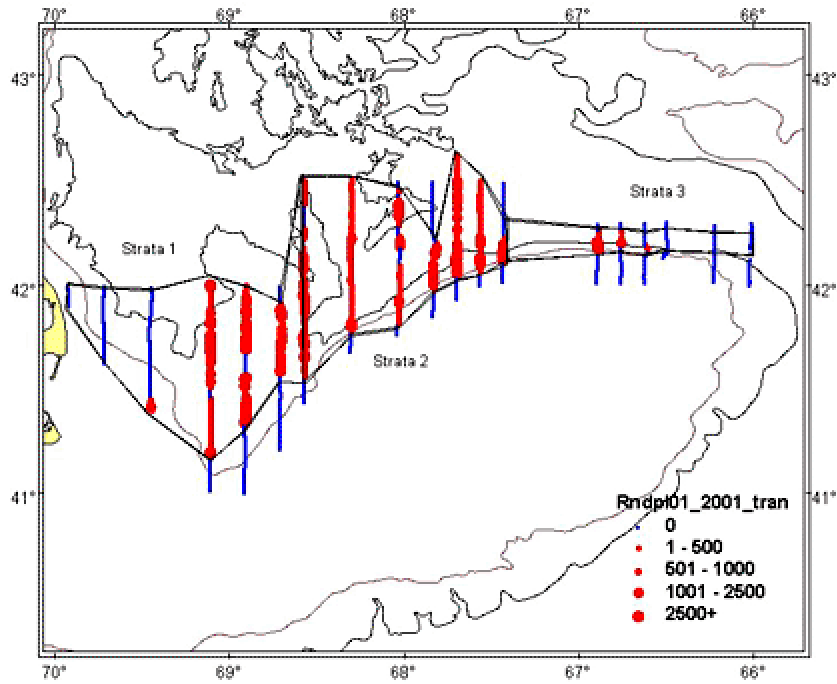 70° 69° 68° 67° 66°
43° 43°
Strata 3
Strata 1
42° 42°
Strata 2
41° 41°
Rndpl01_2001_tran
0
1 - 500
501 - 1000
1001 - 2500
2500+
70° 69° 68° 67° 66°